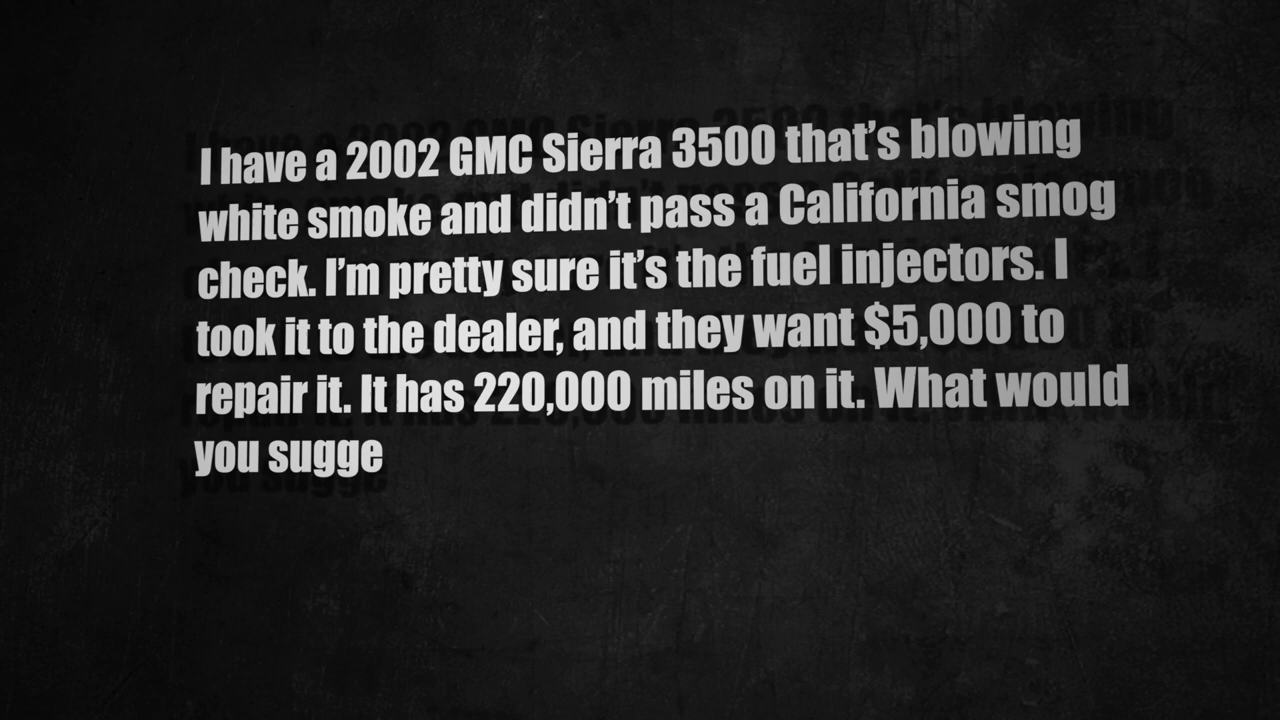 I have a 2002 GMC Sierra 3500 that’s blowing
white smoke and didn’t pass a California smog
check. I’m pretty sure it’s the fuel injectors. I
took it to the dealer, and they want $5,000 to
repair it. It has 220,000 miles on it. What would
you sugge